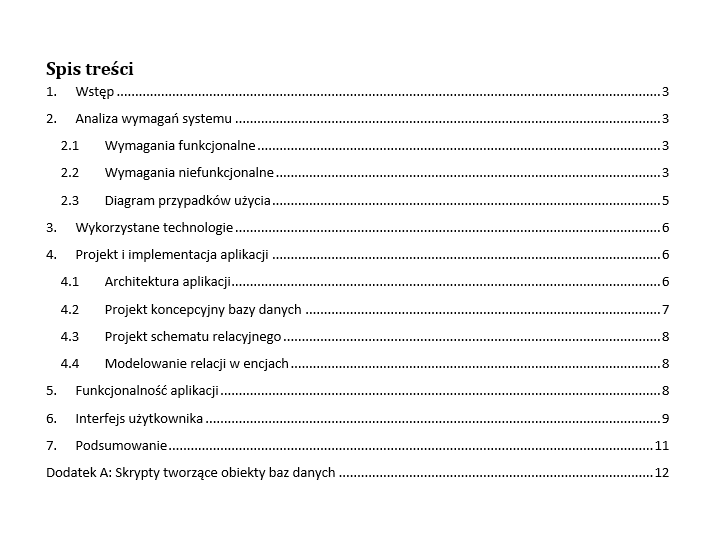 Spis treści
1. Wstęp ........ 3
2. Analiza wymagań systemu ........ 3
2.1 Wymagania funkcjonalne ........ 3
2.2 Wymagania niefunkcjonalne ........ 3
2.3 Diagram przypadków użycia ........ 5
3. Wykorzystane technologie ........ 6
4. Projekt i implementacja aplikacji ........ 6
4.1 Architektura aplikacji ........ 6
4.2 Projekt koncepcyjny bazy danych ........ 7
4.3 Projekt schematu relacyjnego ........ 8
4.4 Modelowanie relacji w encjach ........ 8
5. Funkcjonalność aplikacji ........ 8
6. Interfejs użytkownika ........ 9
7. Podsumowanie ........ 11
Dodatek A: Skrypty tworzące obiekty baz danych ........ 12